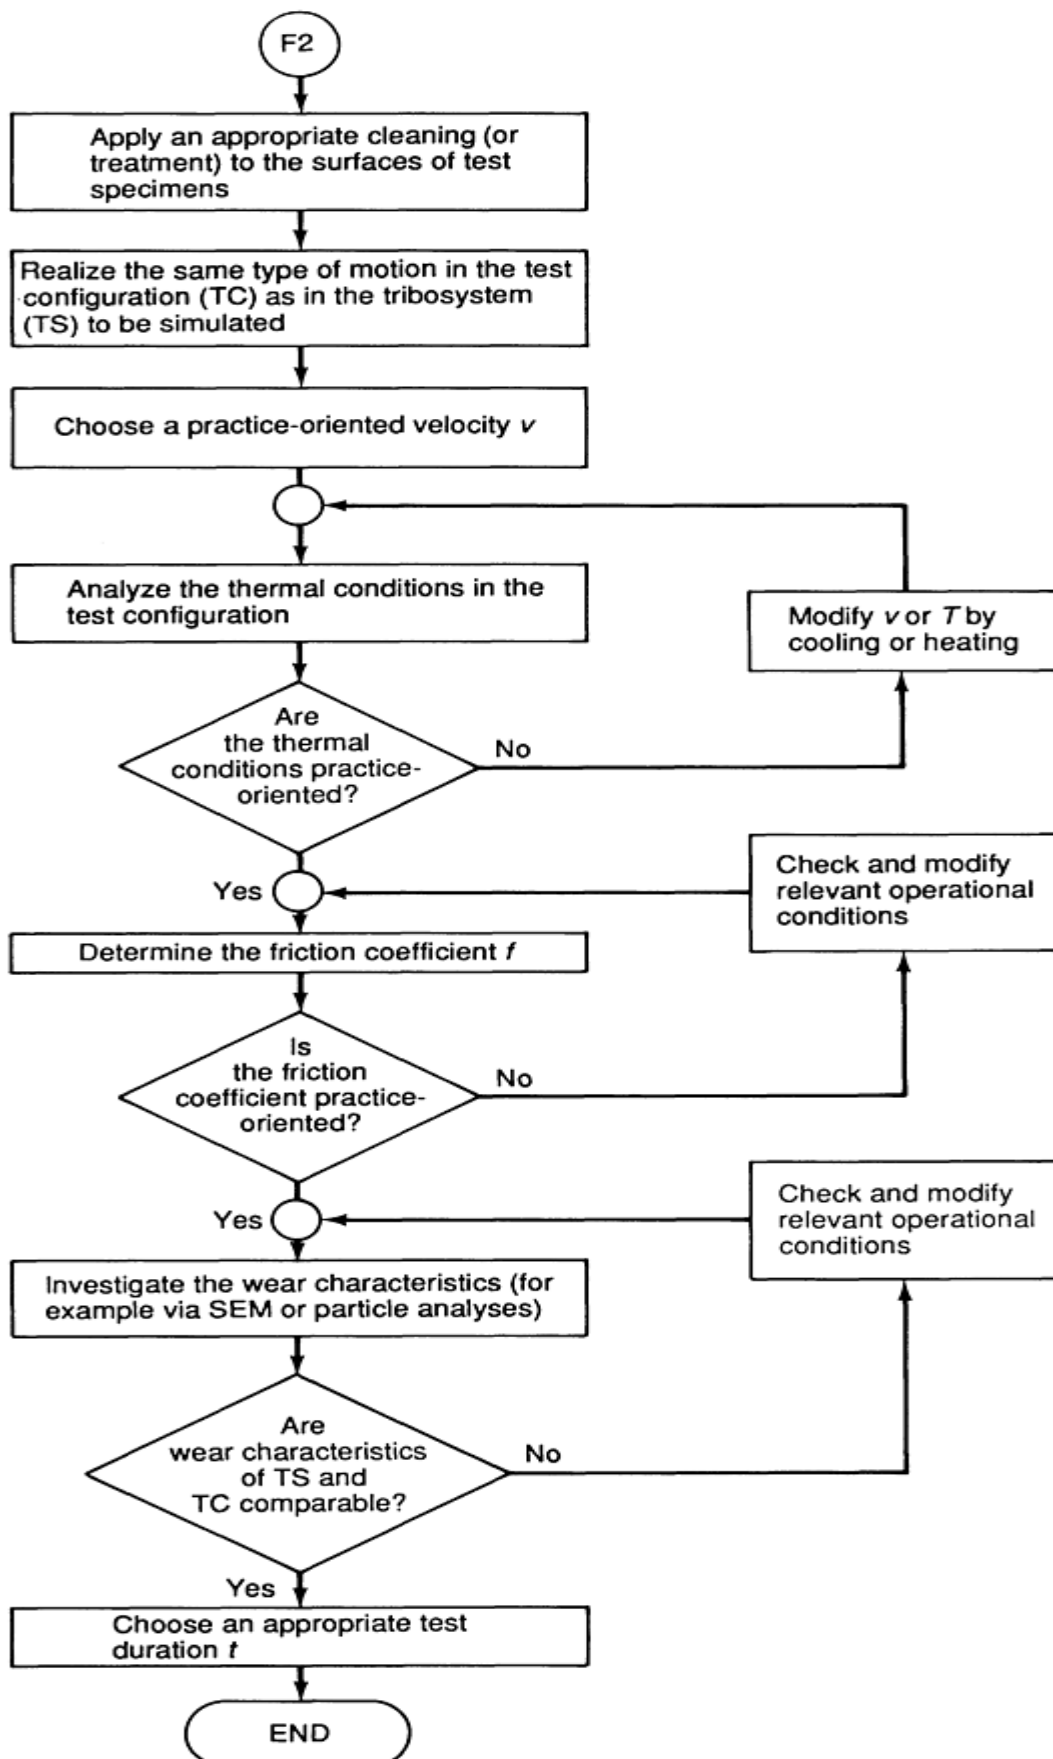 F2
Apply an appropriate cleaning (or
treatment) to the surfaces of test
specimens
Realize the same type of motion in the test
configuration (TC) as in the tribosystem
(TS) to be simulated
Choose a practice-oriented velocity v
Analyze the thermal conditions in the
test configuration
Modify v or T by
cooling or heating
Are
the thermal
conditions practice-
oriented?
No
Yes
Check and modify
relevant operational
conditions
Determine the friction coefficient f
Is
the friction
coefficient practice-
oriented?
No
Yes
Check and modify
relevant operational
conditions
Investigate the wear characteristics (for
example via SEM or particle analyses)
Are
wear characteristics
of TS and
TC comparable?
No
Yes
Choose an appropriate test
duration t
END